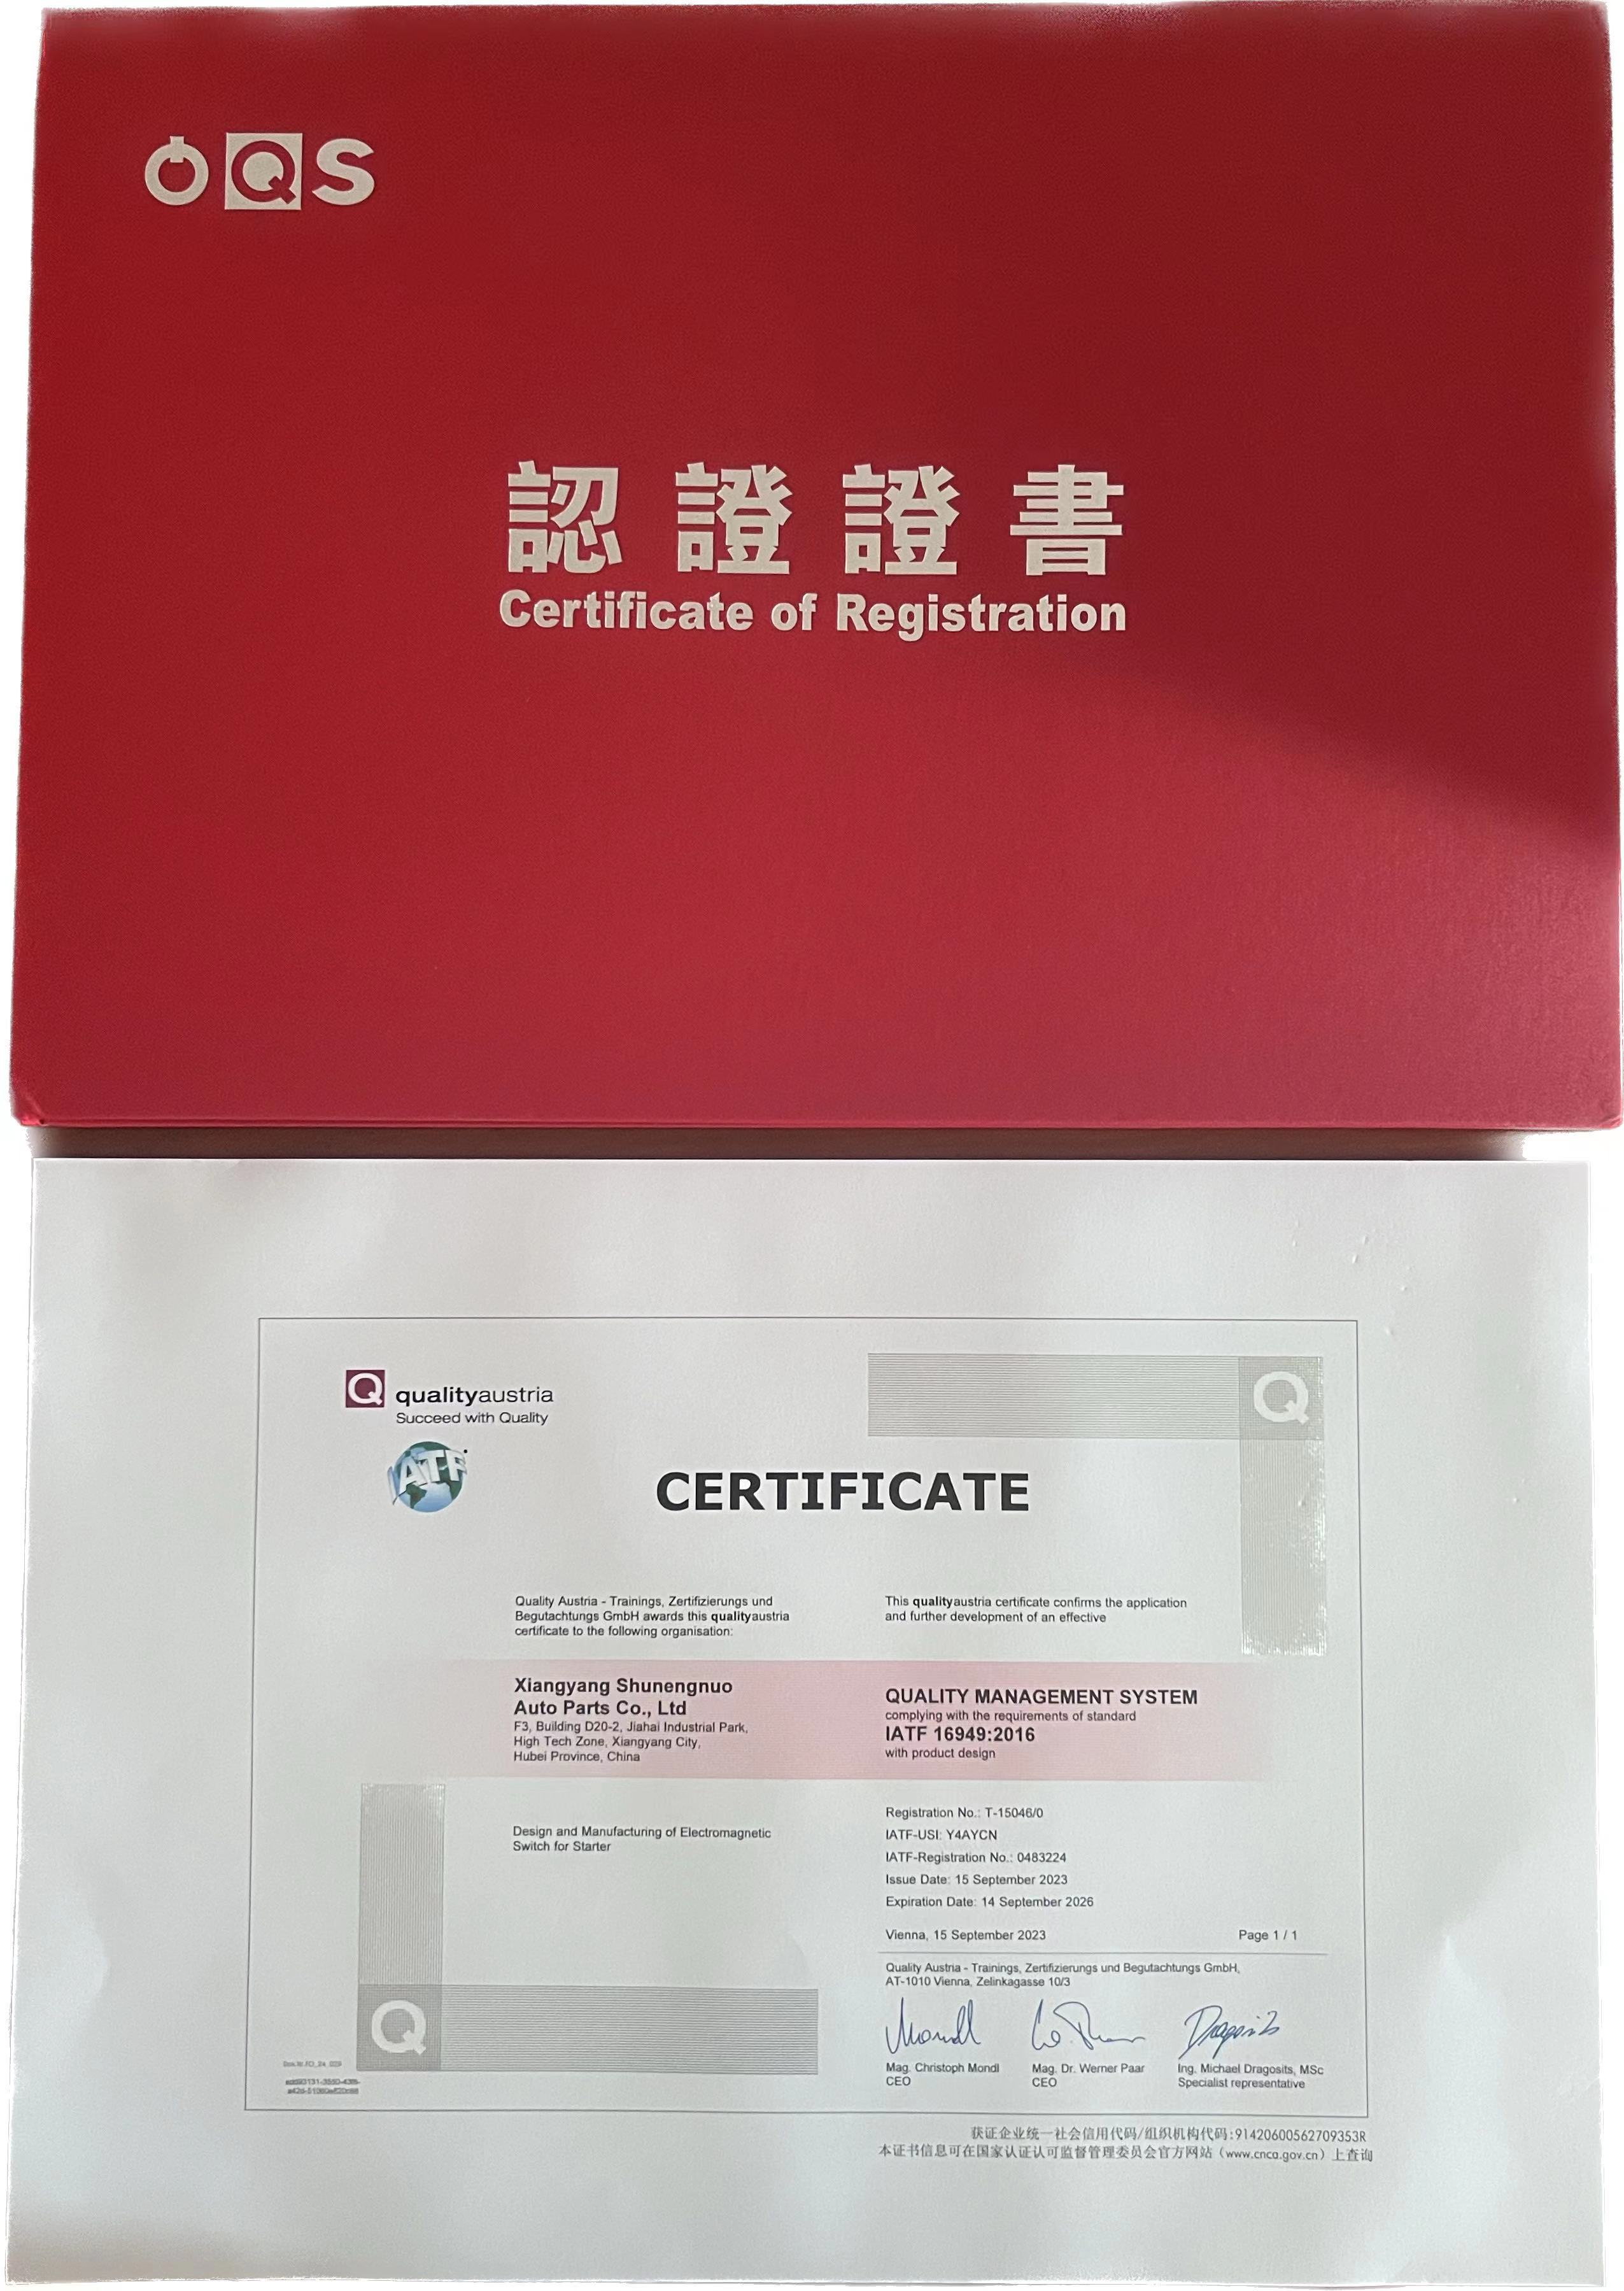 OQS
認證證書
Certificate of Registration
Q qualityaustria
Succeed with Quality
Q
IATF
CERTIFICATE
Quality Austria - Trainings, Zertifizierungs und
Begutachtungs GmbH awards this qualityaustria
certificate to the following organisation:
This qualityaustria certificate confirms the application
and further development of an effective
Xiangyang Shunengnuo
Auto Parts Co., Ltd
F3, Building D20-2, Jiahai Industrial Park,
High Tech Zone, Xiangyang City,
Hubei Province, China
QUALITY MANAGEMENT SYSTEM
complying with the requirements of standard
IATF 16949:2016
with product design
Design and Manufacturing of Electromagnetic
Switch for Starter
Registration No.: T-15046/0
IATF-USI: Y4AYCN
IATF-Registration No.: 0483224
Issue Date: 15 September 2023
Expiration Date: 14 September 2026
Vienna, 15 September 2023
Page 1 / 1
Quality Austria - Trainings, Zertifizierungs und Begutachtungs GmbH,
AT-1010 Vienna, Zelinkagasse 10/3
Q
Mag. Christoph Mondl
CEO
Mag. Dr. Werner Paar
CEO
Ing. Michael Dragosits, MSc
Specialist representative
获证企业统一社会信用代码/组织机构代码:91420600562709353R
本证书信息可在国家认证认可监督管理委员会官方网站（www.cnca.gov.cn）上查询